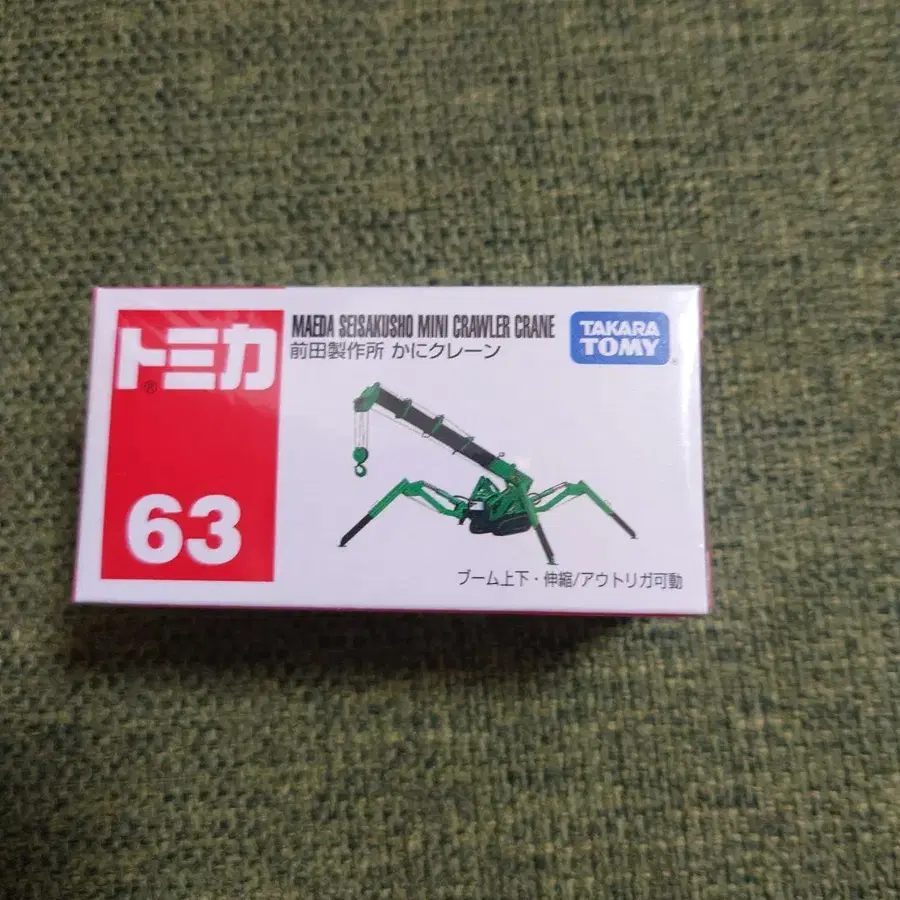 トミカ®
63
MAEDA SEISAKUSHO MINI CRAWLER CRANE
前田製作所 かにクレーン
TAKARA
TOMY®
ブーム上下・伸縮/アウトリガ可動